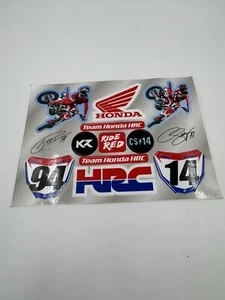 HONDA
Team Honda HRC
KR
RIDE RED
CS14
Team Honda HRC
94
HRC
14